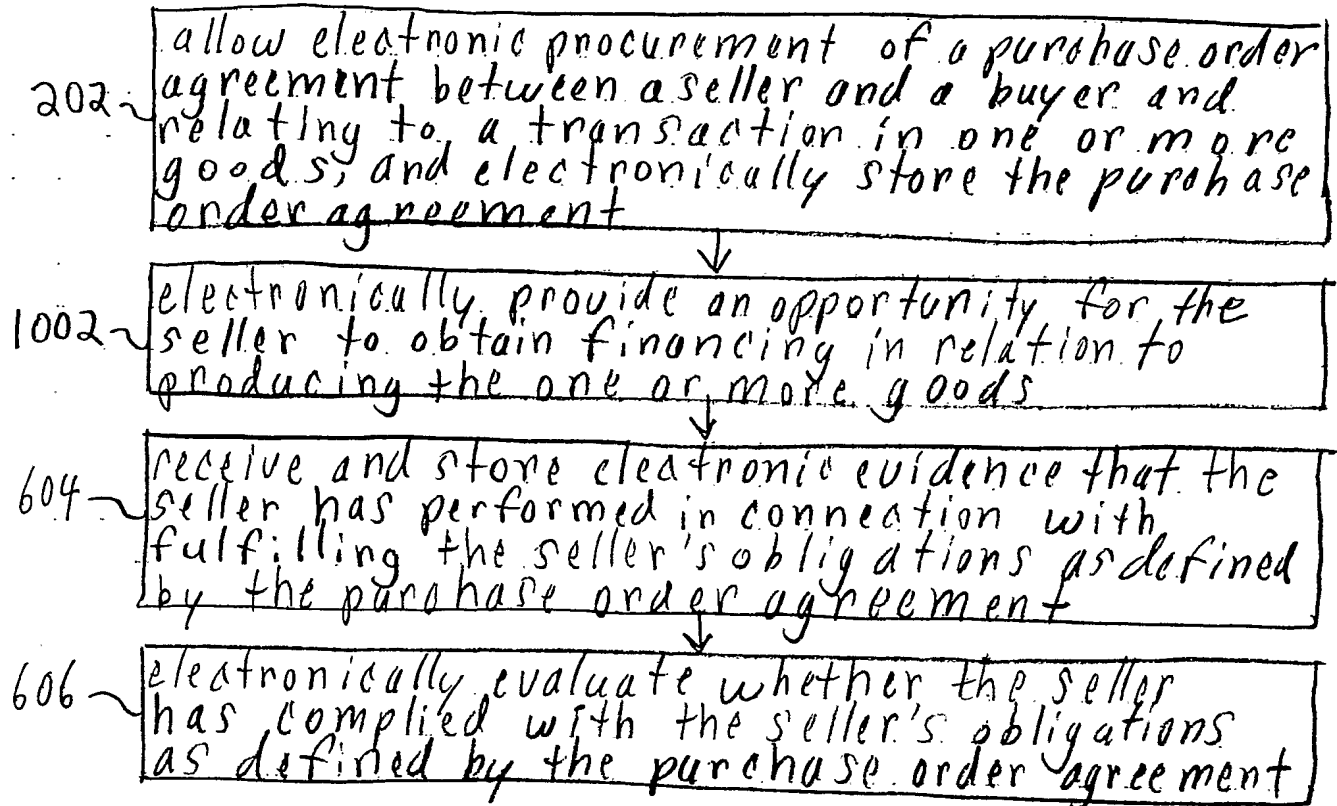 202
allow electronic procurement of a purchase order
agreement between a seller and a buyer and
relating to a transaction in one or more
goods, and electronically store the purchase
order agreement
1002
electronically provide an opportunity for the
seller to obtain financing in relation to
producing the one or more goods
604
receive and store electronic evidence that the
seller has performed in connection with
fulfilling the seller's obligations as defined
by the purchase order agreement
606
electronically evaluate whether the seller
has complied with the seller's obligations
as defined by the purchase order agreement